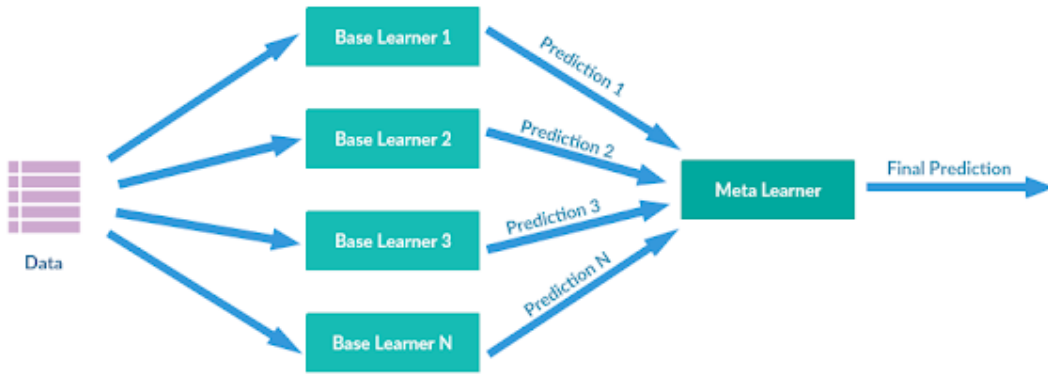 Base Learner 1
Prediction 1
Base Learner 2
Prediction 2
Data
Meta Learner
Final Prediction
Base Learner 3
Prediction 3
Base Learner N
Prediction N